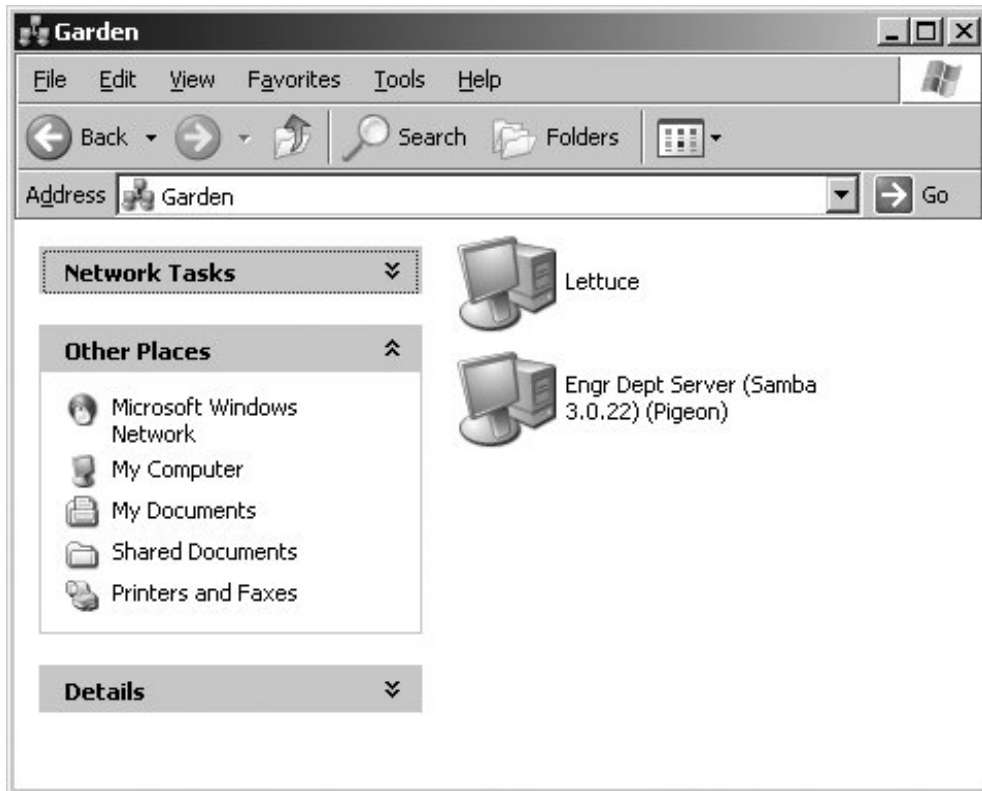 Garden
File Edit View Favorites Tools Help
Back Search Folders
Address Garden Go
Network Tasks
Other Places
Microsoft Windows
Network
My Computer
My Documents
Shared Documents
Printers and Faxes
Details
Lettuce
Engr Dept Server (Samba
3.0.22) (Pigeon)